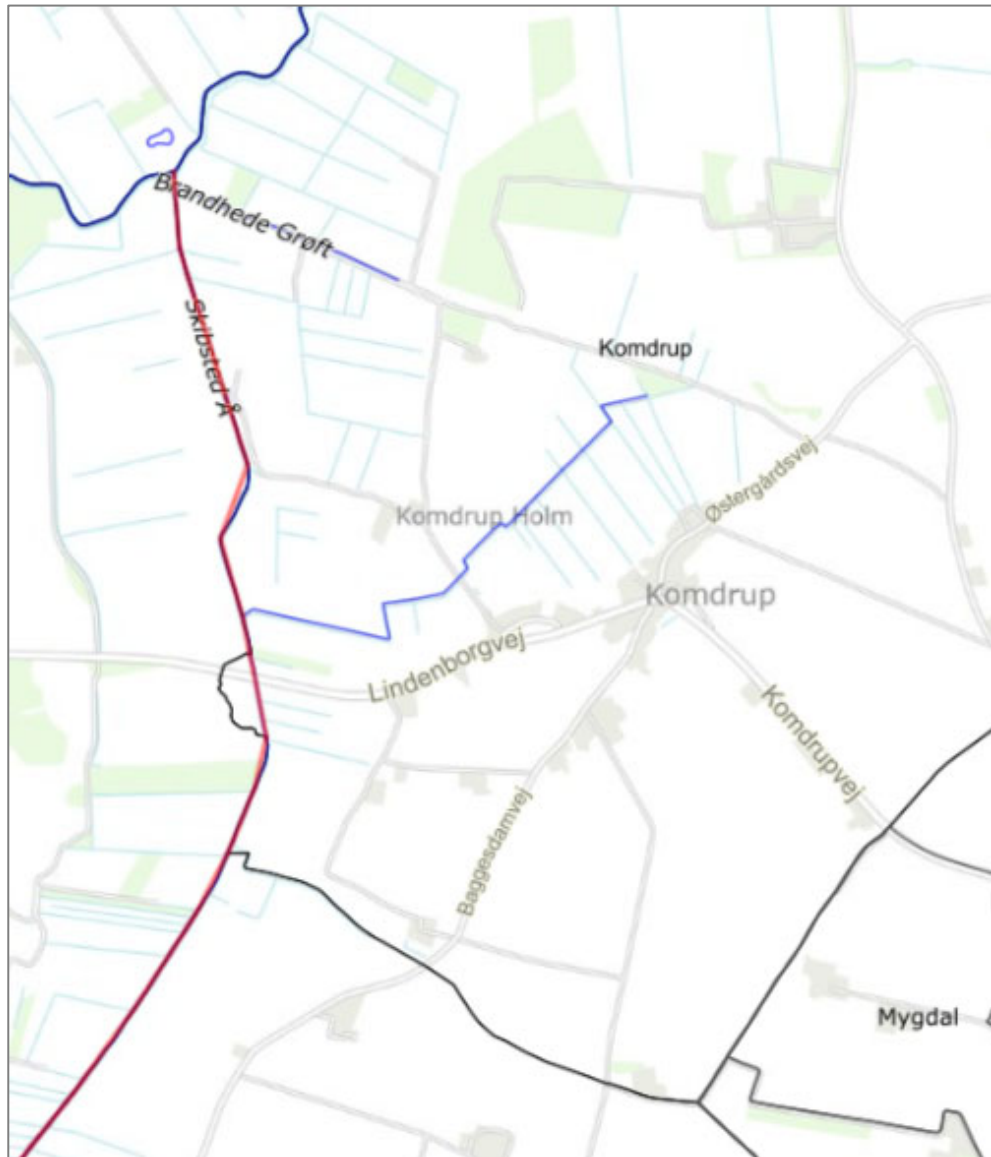 Brandhede Grøft
Skibsted Å
Komdrup
Østergårdsvej
Komdrup Holm
Komdrup
Lindenborgvej
Komdrupvej
Baggesdamvej
Mygdal